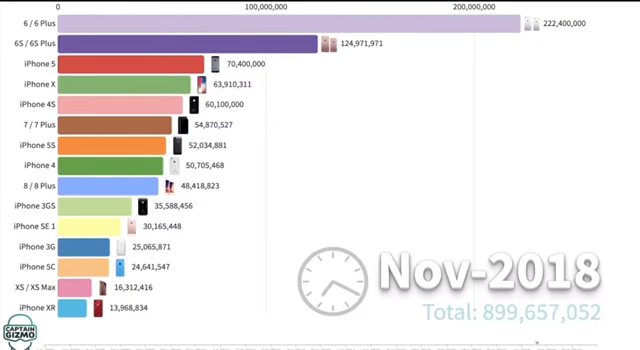 0 100,000,000 200,000,000
6 / 6 Plus 222,400,000
6S / 6S Plus 124,971,971
iPhone 5 70,400,000
iPhone X 63,910,311
iPhone 4S 60,100,000
7 / 7 Plus 54,870,527
iPhone 5S 52,034,881
iPhone 4 50,705,468
8 / 8 Plus 48,418,823
iPhone 3GS 35,588,456
iPhone SE 1 30,165,448
iPhone 3G 25,065,871
iPhone 5C 24,641,547
XS / XS Max 16,312,416
iPhone XR 13,968,834
Nov-2018
Total: 899,657,052
CAPTAIN
GIZMO